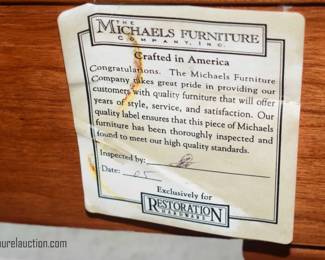 THE
MICHAELS FURNITURE
COMPANY, INC.
Crafted in America
Congratulations. The Michaels Furniture
Company takes great pride in providing our
customers with quality furniture that will offer
years of style, service, and satisfaction. Our
quality label ensures that this piece of Michaels
furniture has been thoroughly inspected and
found to meet our high quality standards.
Inspected by:
Date: 05
Exclusively for
RESTORATION
HARDWARE
aurelauction.com